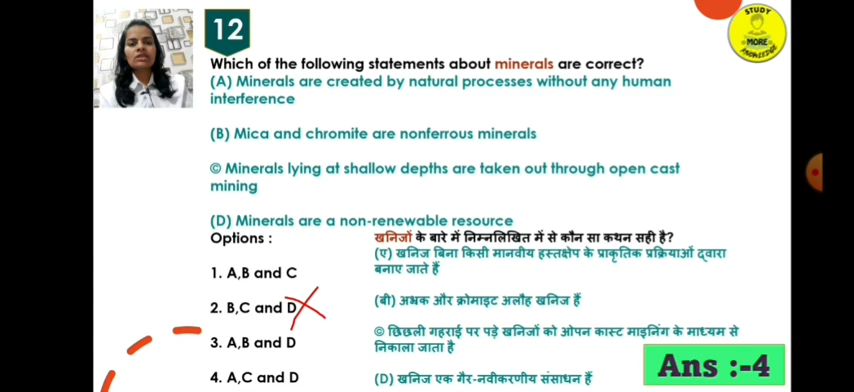 12
STUDY
MORE
KNOWLEDGE
Which of the following statements about minerals are correct?
(A) Minerals are created by natural processes without any human
interference
(B) Mica and chromite are nonferrous minerals
© Minerals lying at shallow depths are taken out through open cast
mining
(D) Minerals are a non-renewable resource
Options :
1. A,B and C
2. B,C and D
3. A,B and D
4. A,C and D
खनिजों के बारे में निम्नलिखित में से कौन सा कथन सही है?
(ए) खनिज बिना किसी मानवीय हस्तक्षेप के प्राकृतिक प्रक्रियाओं द्वारा
बनाए जाते हैं
(बी) अभ्रक और क्रोमाइट अलौह खनिज हैं
© छिछली गहराई पर पड़े खनिजों को ओपन कास्ट माइनिंग के माध्यम से
निकाला जाता है
(D) खनिज एक गैर-नवीकरणीय संसाधन हैं
Ans :-4